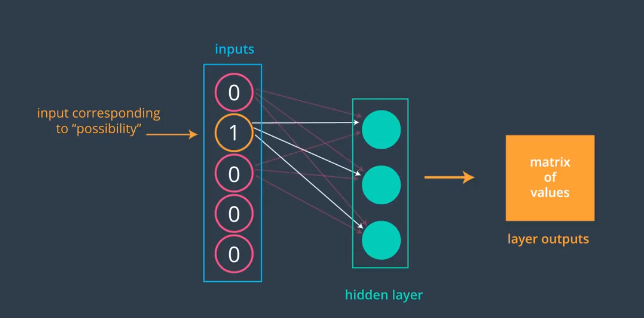 inputs
input corresponding
to “possibility”
0
1
0
0
0
matrix
of
values
layer outputs
hidden layer